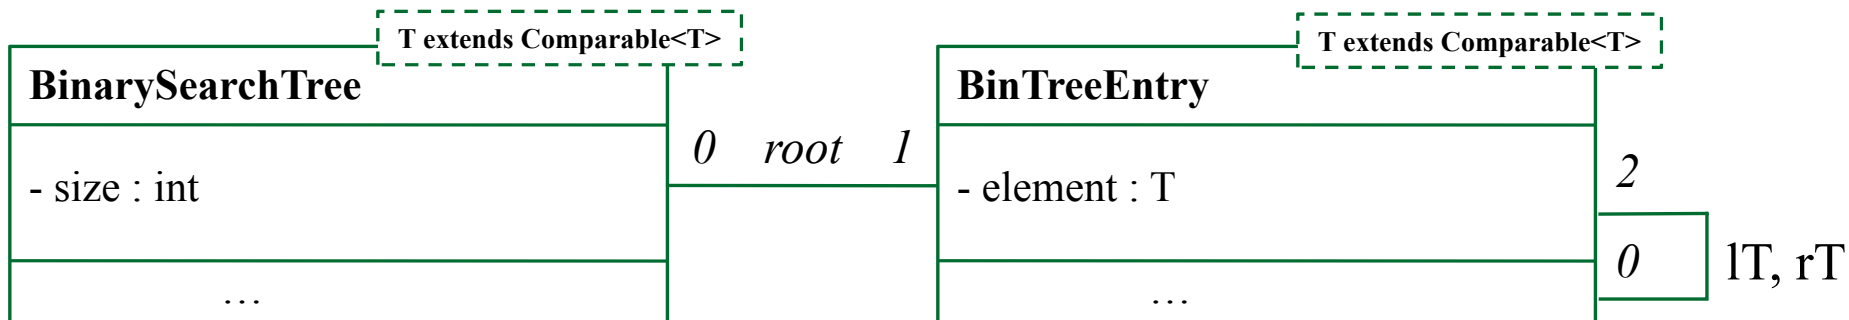 T extends Comparable<T>
BinarySearchTree
- size : int
…
0 root 1
T extends Comparable<T>
BinTreeEntry
- element : T
…
2
0
lT, rT